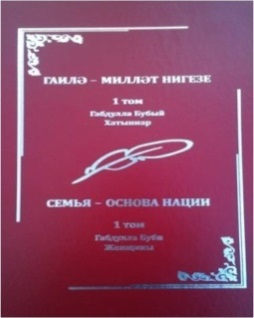 ГАИЛӘ – МИЛЛӘТ НИГЕЗЕ
1 том
Габдулла Бубый
Хатыннар
СЕМЬЯ – ОСНОВА НАЦИИ
1 том
Габдулла Буби
Женщины